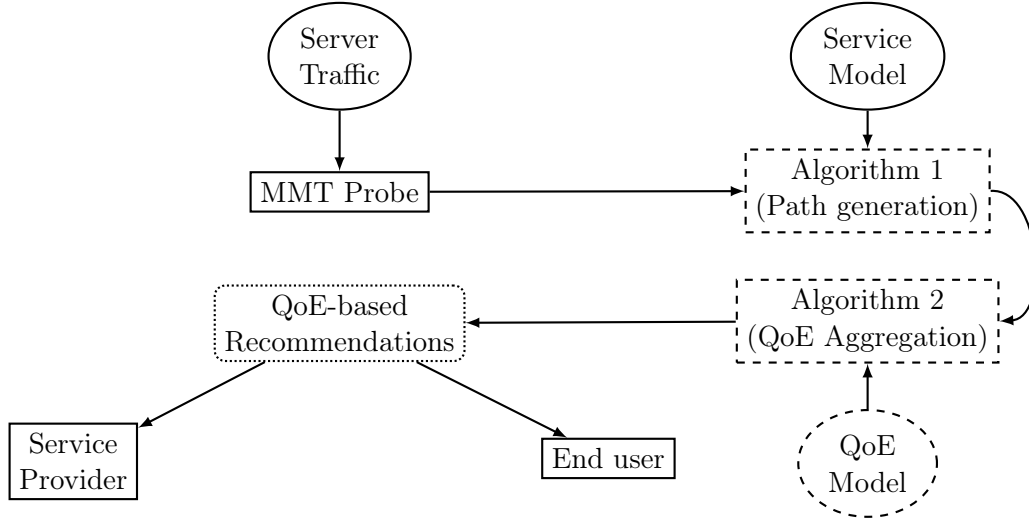 Server
Traffic
Service
Model
MMT Probe
Algorithm 1
(Path generation)
QoE-based
Recommendations
Algorithm 2
(QoE Aggregation)
Service
Provider
End user
QoE
Model